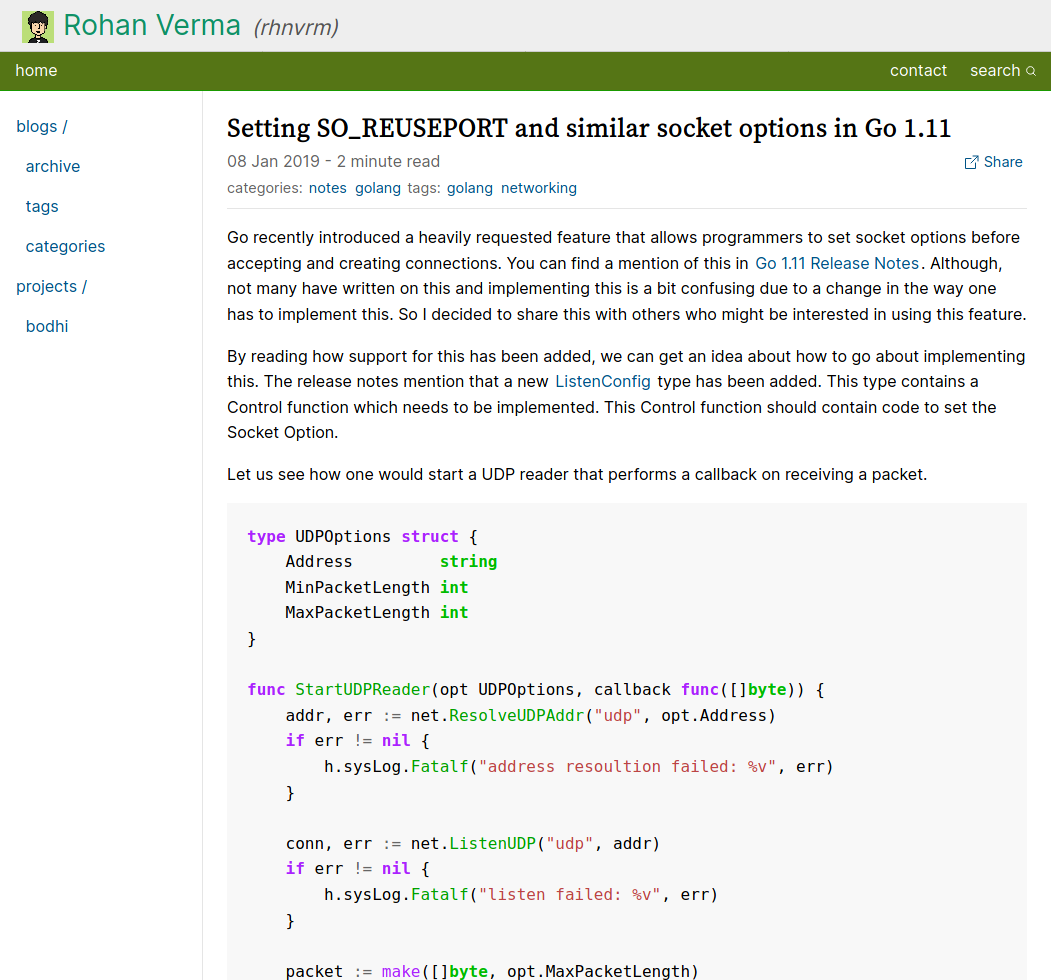 Rohan Verma (rhnvrm)
home contact search
blogs /
archive
tags
categories
projects /
bodhi
Setting SO_REUSEPORT and similar socket options in Go 1.11
08 Jan 2019 - 2 minute read Share
categories: notes golang tags: golang networking
Go recently introduced a heavily requested feature that allows programmers to set socket options before
accepting and creating connections. You can find a mention of this in Go 1.11 Release Notes. Although,
not many have written on this and implementing this is a bit confusing due to a change in the way one
has to implement this. So I decided to share this with others who might be interested in using this feature.
By reading how support for this has been added, we can get an idea about how to go about implementing
this. The release notes mention that a new ListenConfig type has been added. This type contains a
Control function which needs to be implemented. This Control function should contain code to set the
Socket Option.
Let us see how one would start a UDP reader that performs a callback on receiving a packet.
type UDPOptions struct {
    Address         string
    MinPacketLength int
    MaxPacketLength int
}
func StartUDPReader(opt UDPOptions, callback func([]byte)) {
    addr, err := net.ResolveUDPAddr("udp", opt.Address)
    if err != nil {
        h.sysLog.Fatalf("address resoultion failed: %v", err)
    }
    conn, err := net.ListenUDP("udp", addr)
    if err != nil {
        h.sysLog.Fatalf("listen failed: %v", err)
    }
    packet := make([]byte, opt.MaxPacketLength)